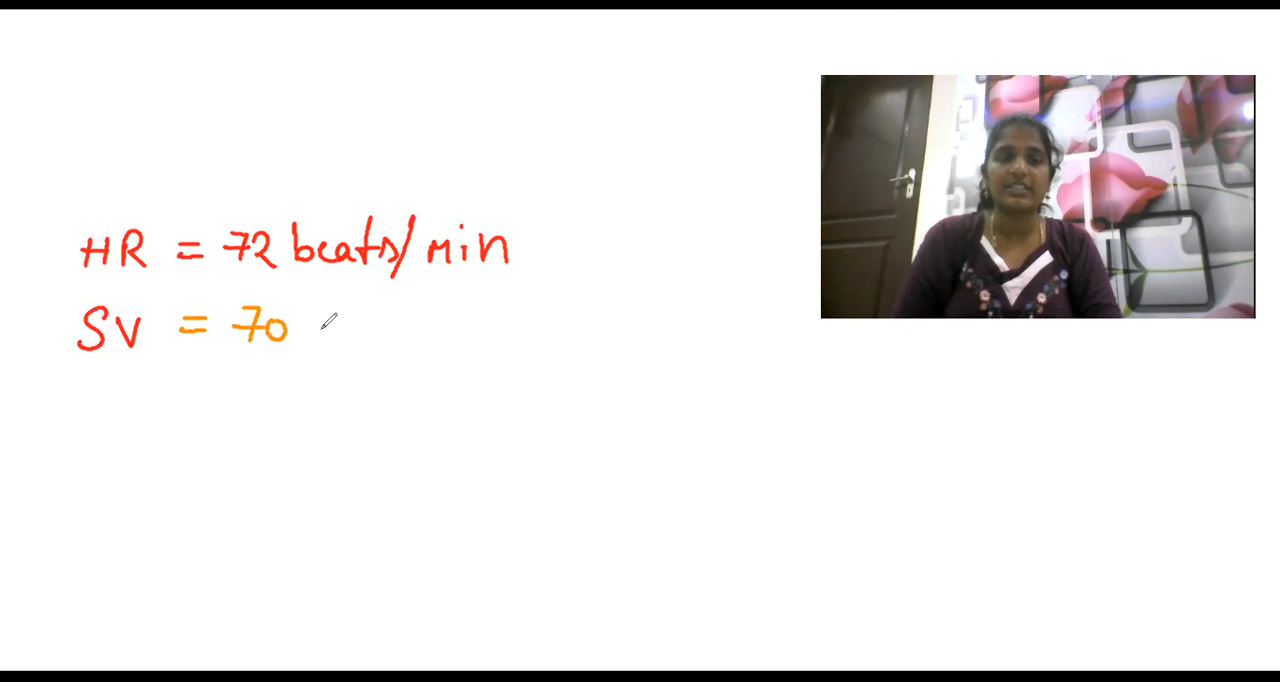 HR = 72 beats/min
SV = 70